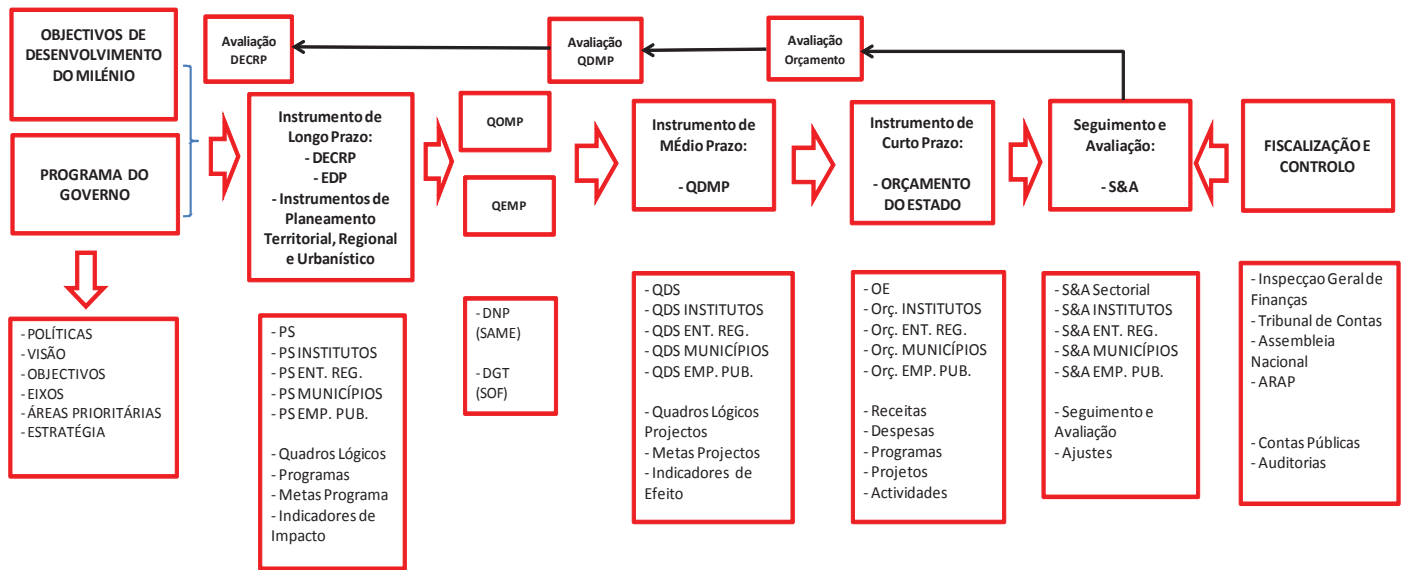 OBJECTIVOS DE
DESENVOLVIMENTO
DO MILÉNIO
PROGRAMA DO
GOVERNO
- POLÍTICAS
- VISÃO
- OBJECTIVOS
- EIXOS
- ÁREAS PRIORITÁRIAS
- ESTRATÉGIA
Avaliação
DECRP
Avaliação
QDMP
Avaliação
Orçamento
Instrumento de
Longo Prazo:
- DECRP
- EDP
- Instrumentos de
Planeamento
Territorial, Regional
e Urbanístico
- PS
- PS INSTITUTOS
- PS ENT. REG.
- PS MUNICÍPIOS
- PS EMP. PUB.
- Quadros Lógicos
- Programas
- Metas Programa
- Indicadores de
Impacto
QOMP
QEMP
- DNP
(SAME)
- DGT
(SOF)
Instrumento de
MÉdio Prazo:
- QDMP
- QDS
- QDS INSTITUTOS
- QDS ENT. REG.
- QDS MUNICÍPIOS
- QDS EMP. PUB.
- Quadros Lógicos
Projectos
- Metas Projectos
- Indicadores de
Efeito
Instrumento de
Curto Prazo:
- ORÇAMENTO
DO ESTADO
- OE
- Orç. INSTITUTOS
- Orç. ENT. REG.
- Orç. MUNICÍPIOS
- Orç. EMP. PUB.
- Receitas
- Despesas
- Programas
- Projetos
- Actividades
Seguimento e
Avaliação:
- S&A
- S&A Sectorial
- S&A INSTITUTOS
- S&A ENT. REG.
- S&A MUNICÍPIOS
- S&A EMP. PUB.
- Seguimento e
Avaliação
- Ajustes
FISCALIZAÇÃO E
CONTROLO
- Inspecçao Geral de
Finanças
- Tribunal de Contas
- Assembleia
Nacional
- ARAP
- Contas Públicas
- Auditorias